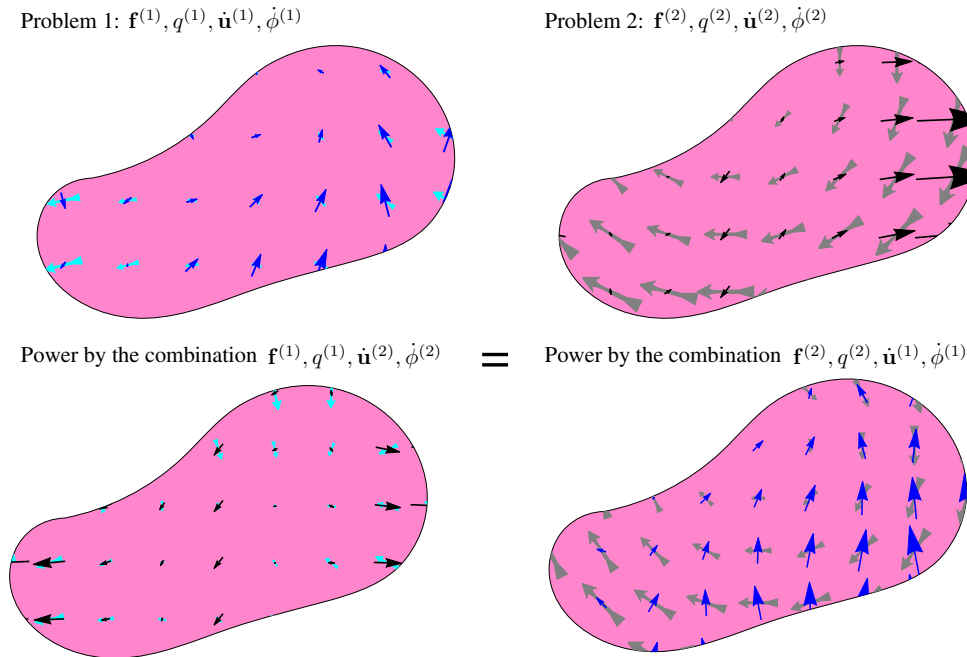 Problem 1: 𝐟⁽¹⁾, q⁽¹⁾, 𝐮̇⁽¹⁾, ϕ̇⁽¹⁾
Problem 2: 𝐟⁽²⁾, q⁽²⁾, 𝐮̇⁽²⁾, ϕ̇⁽²⁾
Power by the combination 𝐟⁽¹⁾, q⁽¹⁾, 𝐮̇⁽²⁾, ϕ̇⁽²⁾
=
Power by the combination 𝐟⁽²⁾, q⁽²⁾, 𝐮̇⁽¹⁾, ϕ̇⁽¹⁾